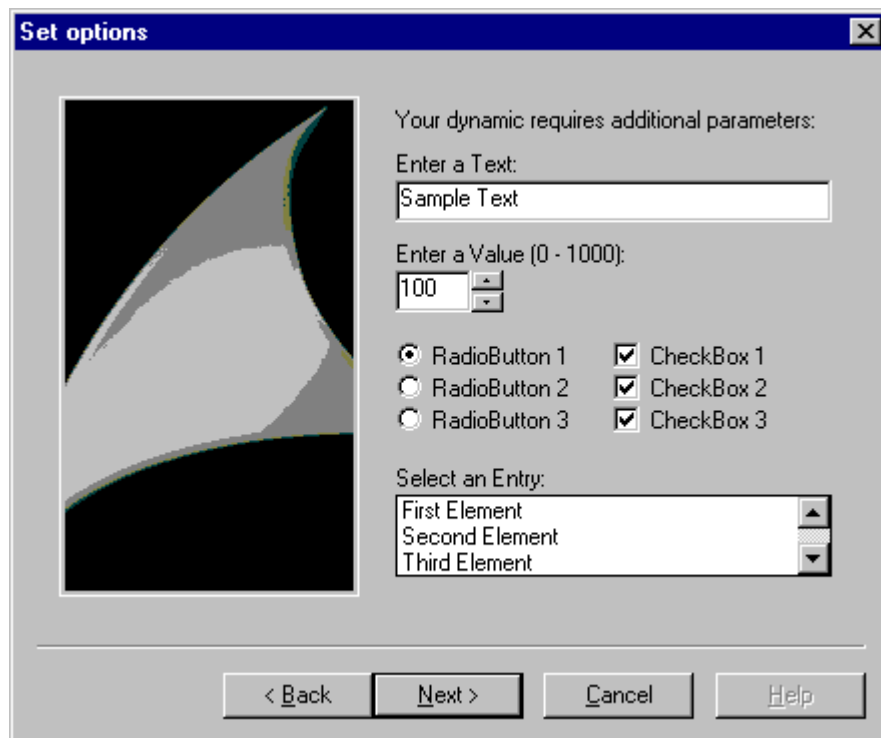 Set options
Your dynamic requires additional parameters:
Enter a Text:
Sample Text
Enter a Value (0 - 1000):
100
RadioButton 1 CheckBox 1
RadioButton 2 CheckBox 2
RadioButton 3 CheckBox 3
Select an Entry:
First Element
Second Element
Third Element
< Back Next > Cancel Help